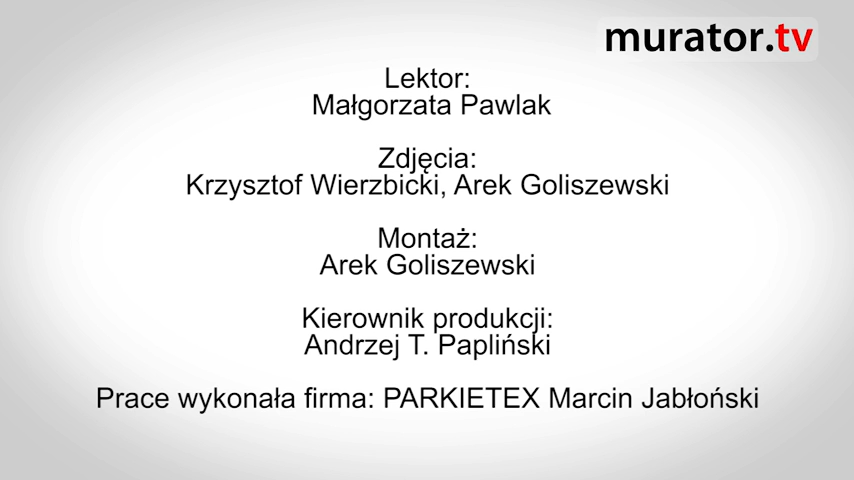 murator.tv
Lektor:
Małgorzata Pawlak
Zdjęcia:
Krzysztof Wierzbicki, Arek Goliszewski
Montaż:
Arek Goliszewski
Kierownik produkcji:
Andrzej T. Papliński
Prace wykonała firma: PARKIETEX Marcin Jabłoński